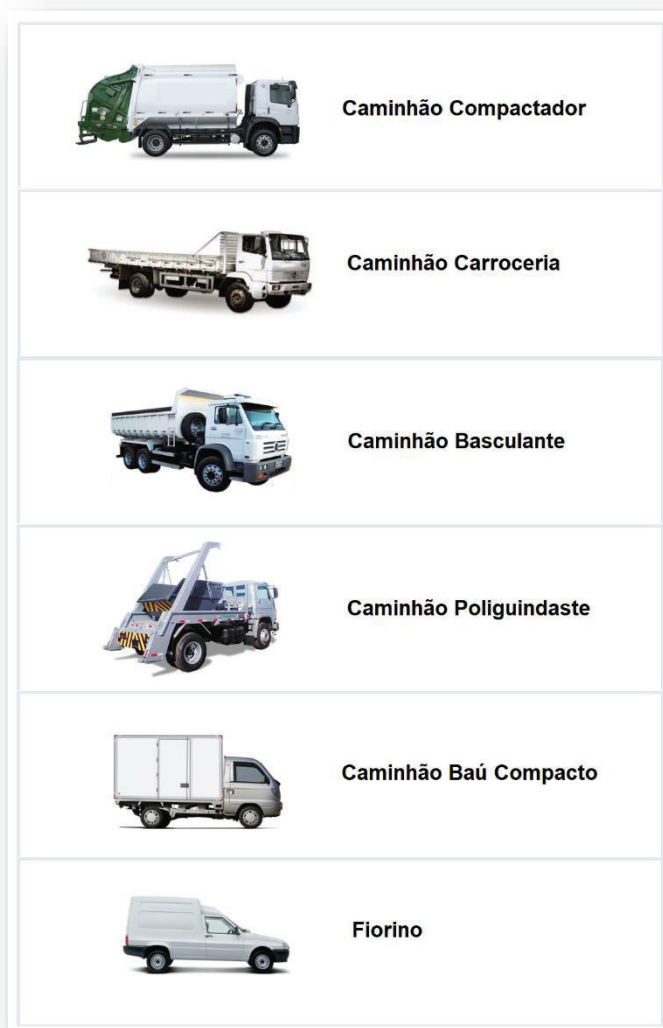 Caminhão Compactador
Caminhão Carroceria
Caminhão Basculante
Caminhão Poliguindaste
Caminhão Baú Compacto
Fiorino